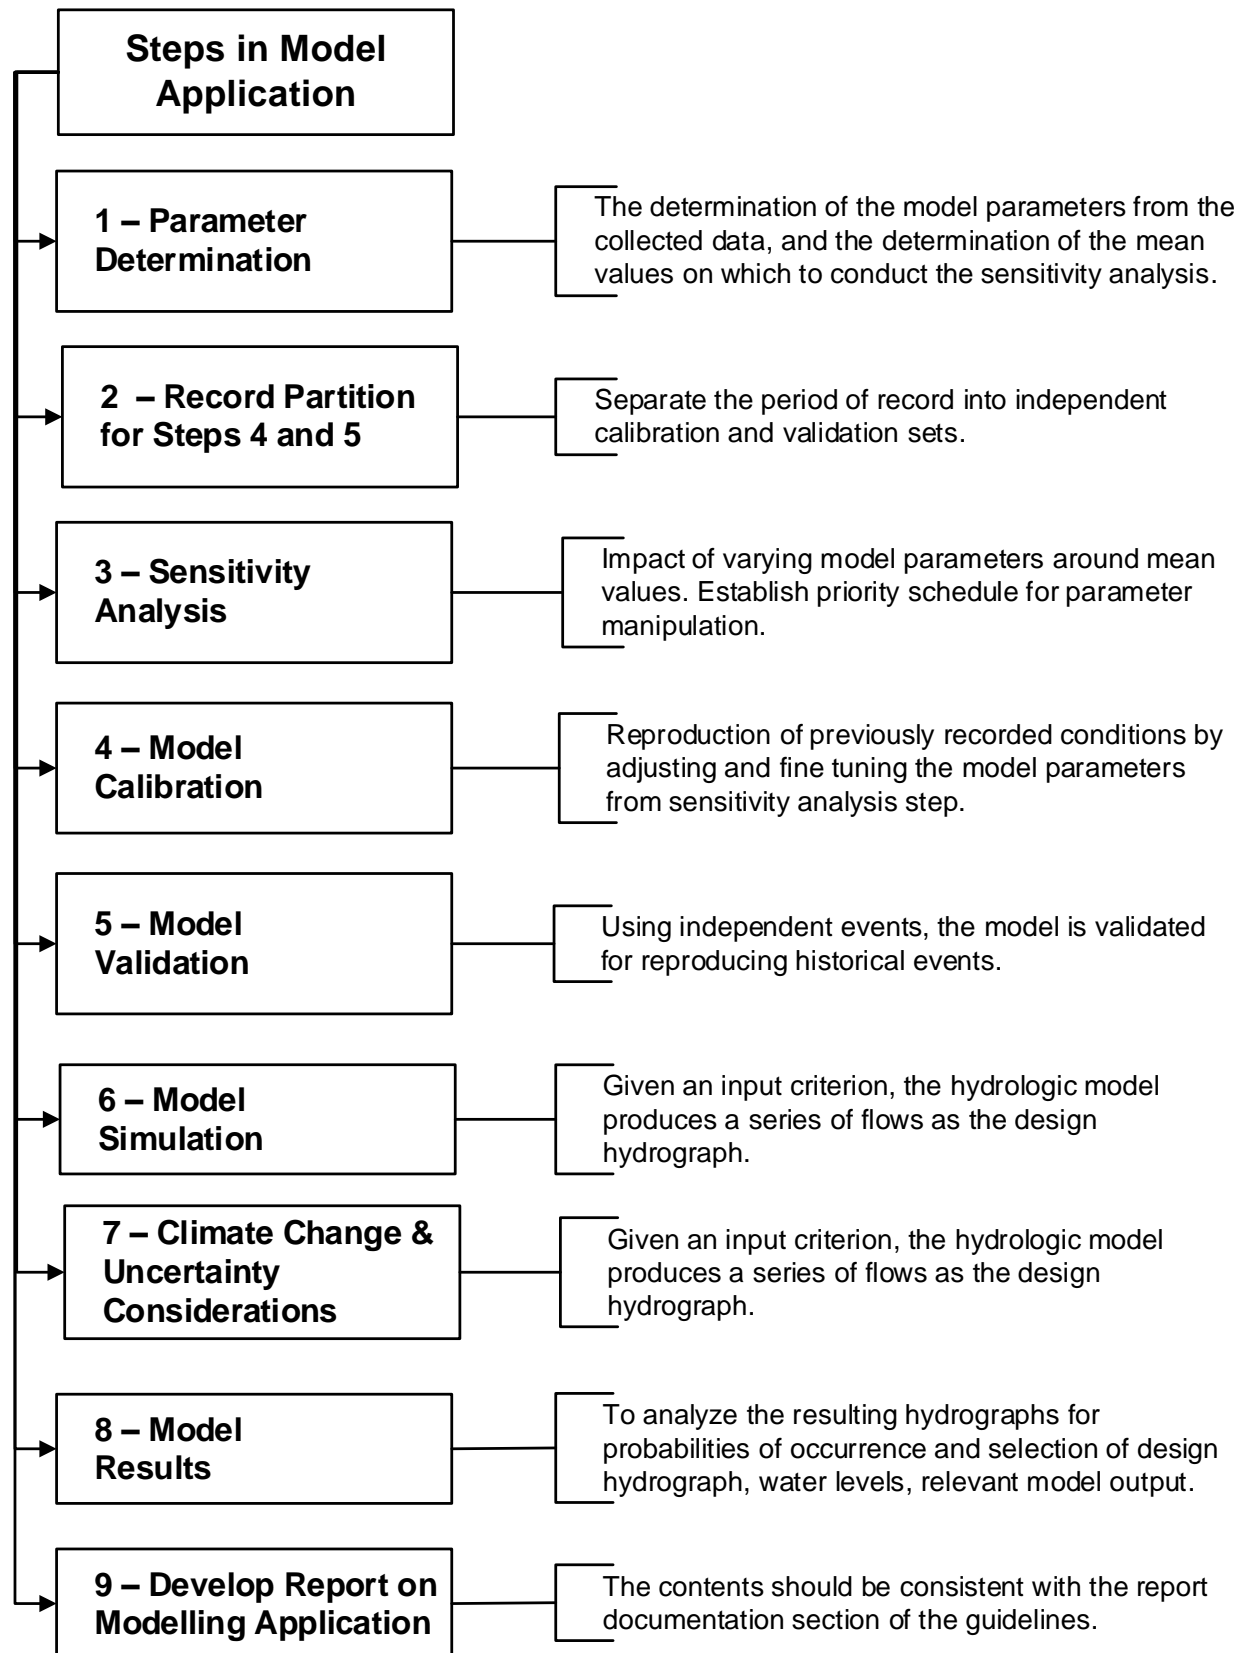 Steps in Model
Application
1 – Parameter
Determination
The determination of the model parameters from the
collected data, and the determination of the mean
values on which to conduct the sensitivity analysis.
2 – Record Partition
for Steps 4 and 5
Separate the period of record into independent
calibration and validation sets.
3 – Sensitivity
Analysis
Impact of varying model parameters around mean
values. Establish priority schedule for parameter
manipulation.
4 – Model
Calibration
Reproduction of previously recorded conditions by
adjusting and fine tuning the model parameters
from sensitivity analysis step.
5 – Model
Validation
Using independent events, the model is validated
for reproducing historical events.
6 – Model
Simulation
Given an input criterion, the hydrologic model
produces a series of flows as the design
hydrograph.
7 – Climate Change &
Uncertainty
Considerations
Given an input criterion, the hydrologic model
produces a series of flows as the design
hydrograph.
8 – Model
Results
To analyze the resulting hydrographs for
probabilities of occurrence and selection of design
hydrograph, water levels, relevant model output.
9 – Develop Report on
Modelling Application
The contents should be consistent with the report
documentation section of the guidelines.